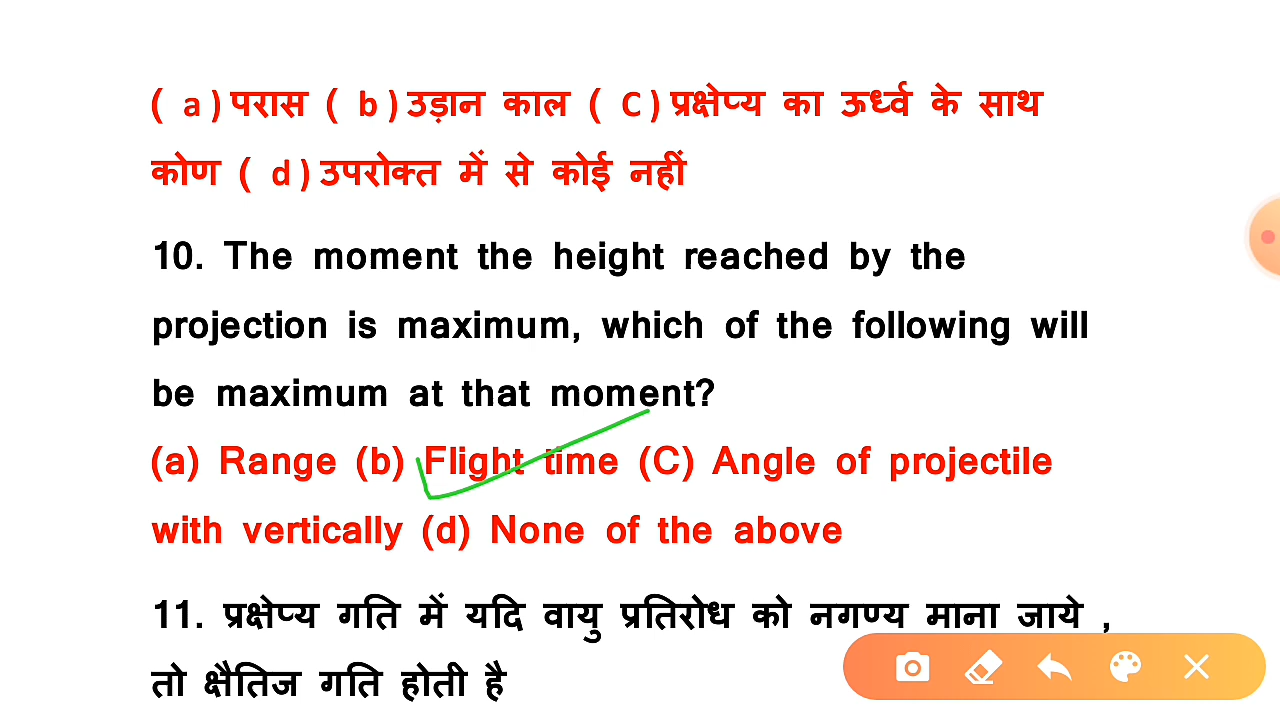 ( a ) परास ( b ) उड़ान काल ( C ) प्रक्षेप्य का ऊर्ध्व के साथ
कोण ( d ) उपरोक्त में से कोई नहीं
10. The moment the height reached by the
projection is maximum, which of the following will
be maximum at that moment?
(a) Range (b) Flight time (C) Angle of projectile
with vertically (d) None of the above
11. प्रक्षेप्य गति में यदि वायु प्रतिरोध को नगण्य माना जाये ,
तो क्षैतिज गति होती है